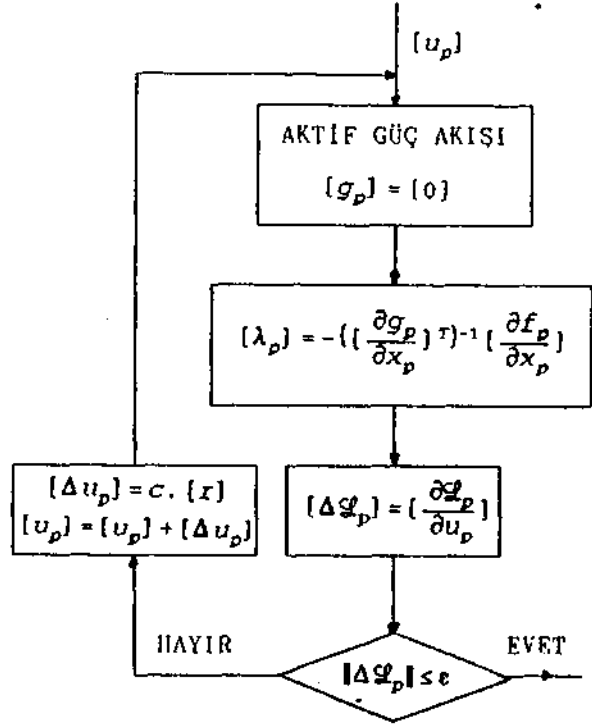 [u_p]
AKTİF GÜÇ AKIŞI
[g_p] = [0]
[λ_p] = -{([∂g_p/∂x_p]^T)^-1 [∂f_p/∂x_p]
[Δu_p] = c. [r]
[u_p] = [u_p] + [Δu_p]
[Δℒ_p] = [∂ℒ_p/∂u_p]
HAYIR
EVET
‖Δℒ_p‖ ≤ ε